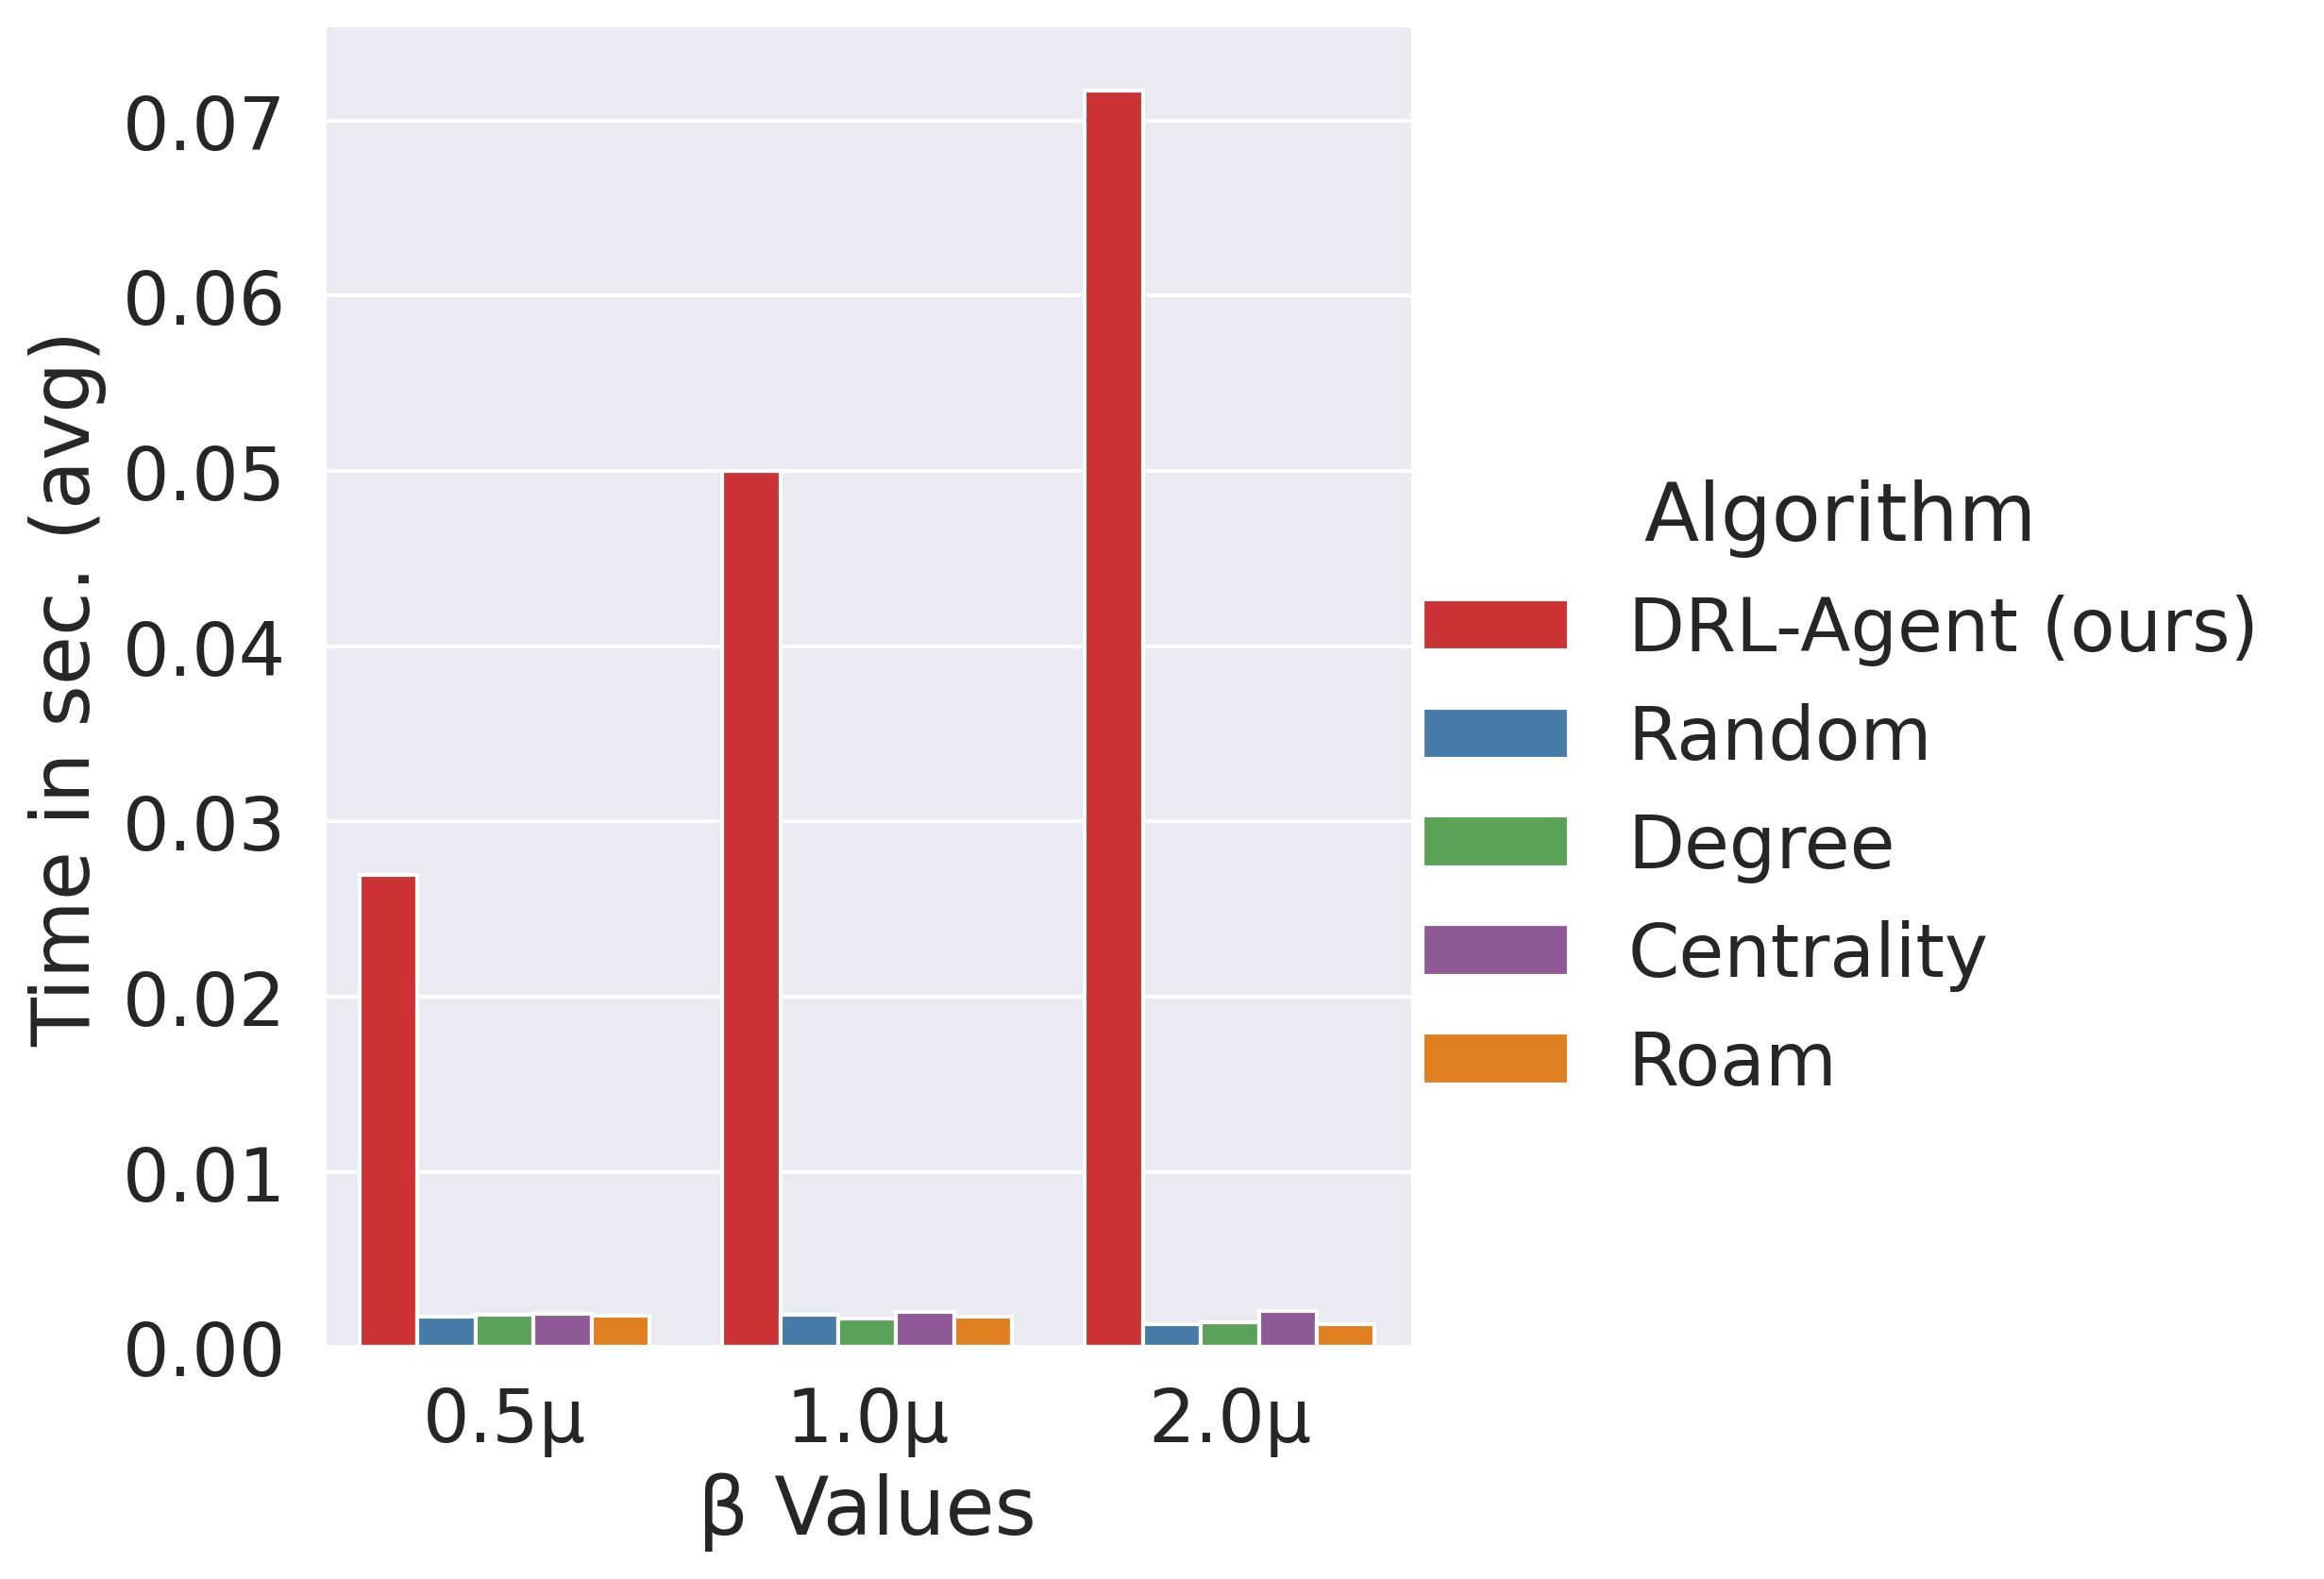 0.07
0.06
0.05
0.04
0.03
0.02
0.01
0.00
Time in sec. (avg)
0.5μ 1.0μ 2.0μ
β Values
Algorithm
DRL-Agent (ours)
Random
Degree
Centrality
Roam